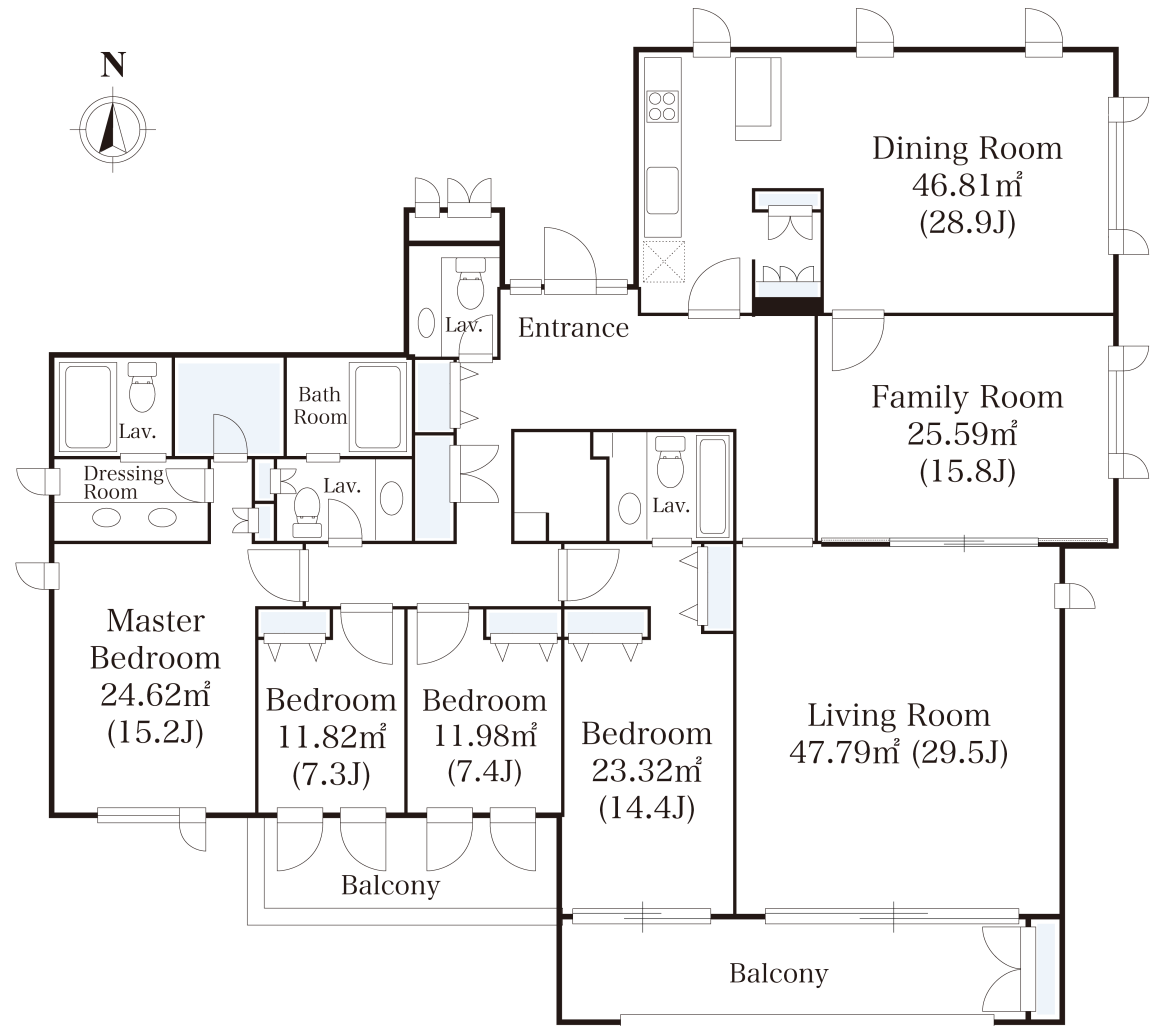 N
Dining Room
46.81㎡
(28.9J)
Lav.
Entrance
Family Room
25.59㎡
(15.8J)
Bath
Room
Lav.
Dressing
Room
Lav.
Lav.
Master
Bedroom
24.62㎡
(15.2J)
Bedroom
11.82㎡
(7.3J)
Bedroom
11.98㎡
(7.4J)
Bedroom
23.32㎡
(14.4J)
Living Room
47.79㎡ (29.5J)
Balcony
Balcony